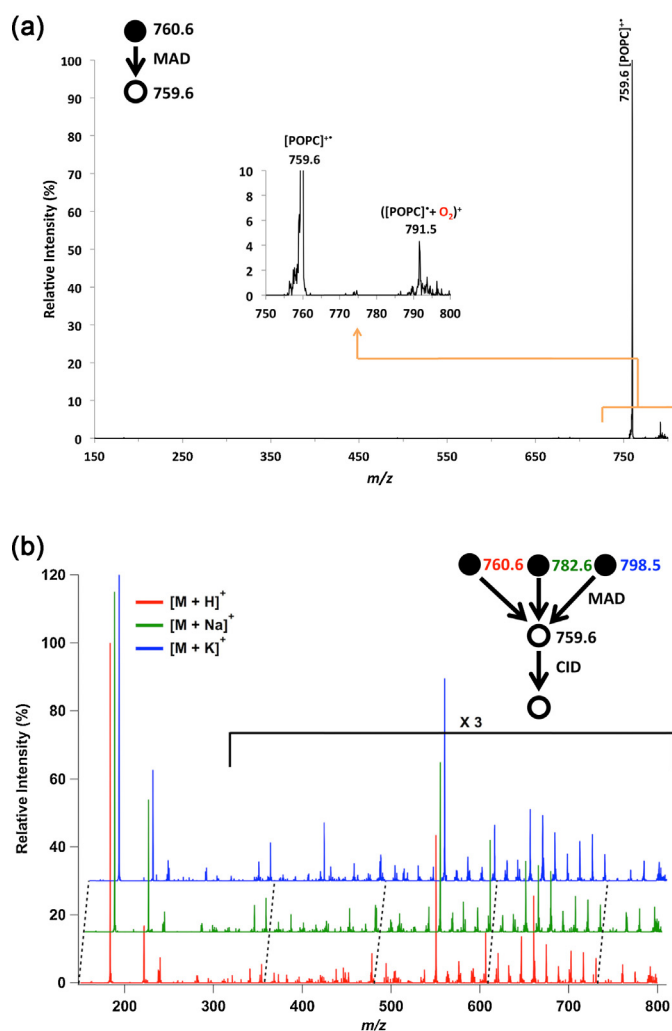 (a)
760.6
MAD
759.6
759.6 [POPC]⁺•
[POPC]⁺•
759.6
([POPC]•+ O₂)⁺
791.5
Relative Intensity (%)
100
90
80
70
60
50
40
30
20
10
0
10
8
6
4
2
0
750 760 770 780 790 800
150 250 350 450 550 650 750
m/z
(b)
760.6 782.6 798.5
MAD
759.6
CID
[M + H]⁺
[M + Na]⁺
[M + K]⁺
X 3
Relative Intensity (%)
120
100
80
60
40
20
0
200 300 400 500 600 700 800
m/z